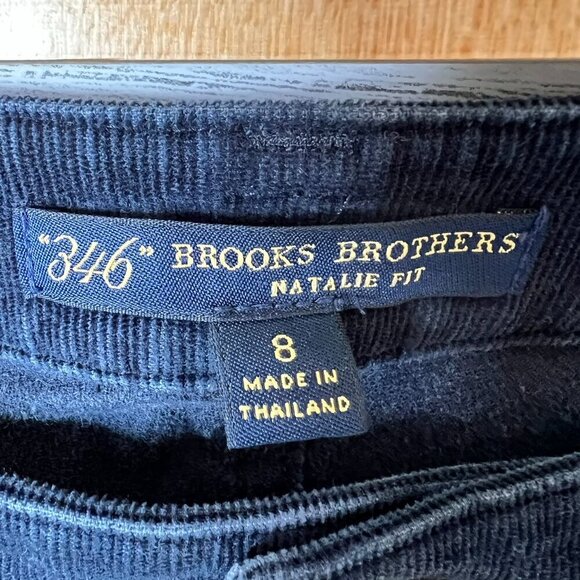 "346" BROOKS BROTHERS
NATALIE FIT
8
MADE IN
THAILAND